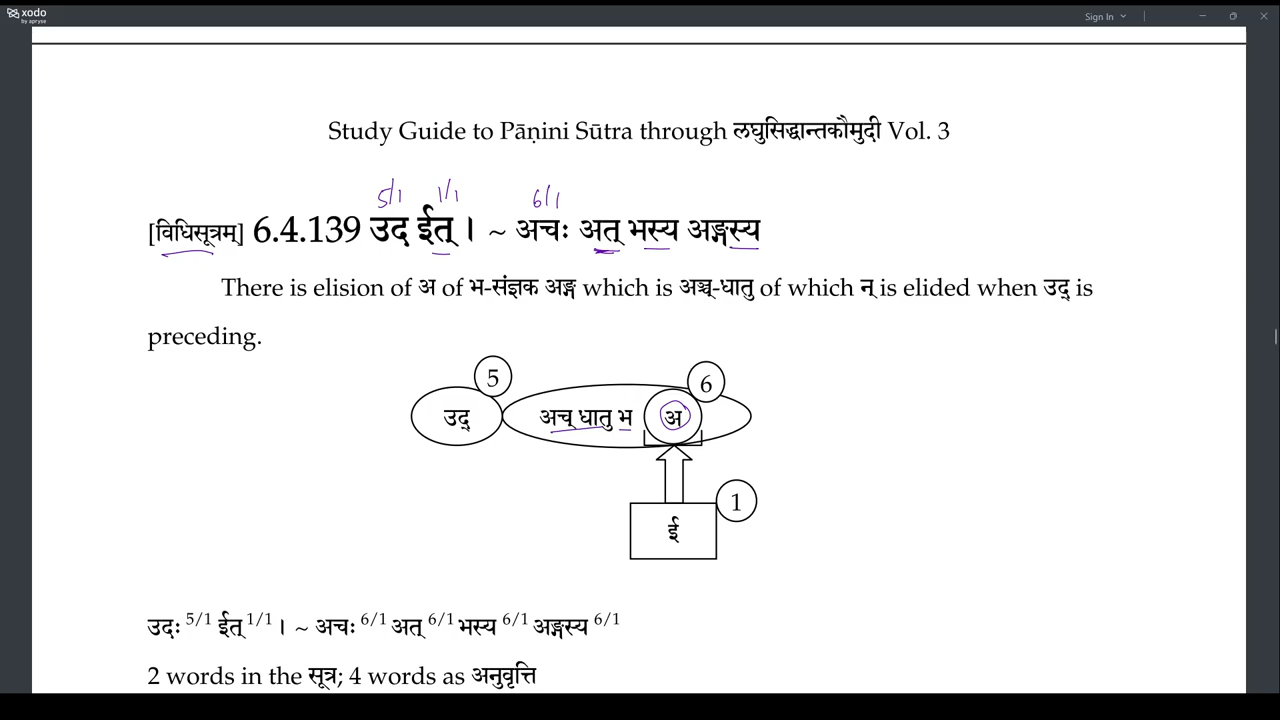 xodo
by apryse
Sign In
Study Guide to Pāṇini Sūtra through लघुसिद्धान्तकौमुदी Vol. 3
5/1 1/1 6/1
[विधिसूत्रम्] 6.4.139 उद ईत् । ~ अचः अत् भस्य अङ्गस्य
There is elision of अ of भ-संज्ञक अङ्ग which is अञ्च्-धातु of which न् is elided when उद् is
preceding.
5 6
उद् अच् धातु भ अ
1
ई
उदः 5/1 ईत् 1/1 । ~ अचः 6/1 अत् 6/1 भस्य 6/1 अङ्गस्य 6/1
2 words in the सूत्र; 4 words as अनुवृत्ति